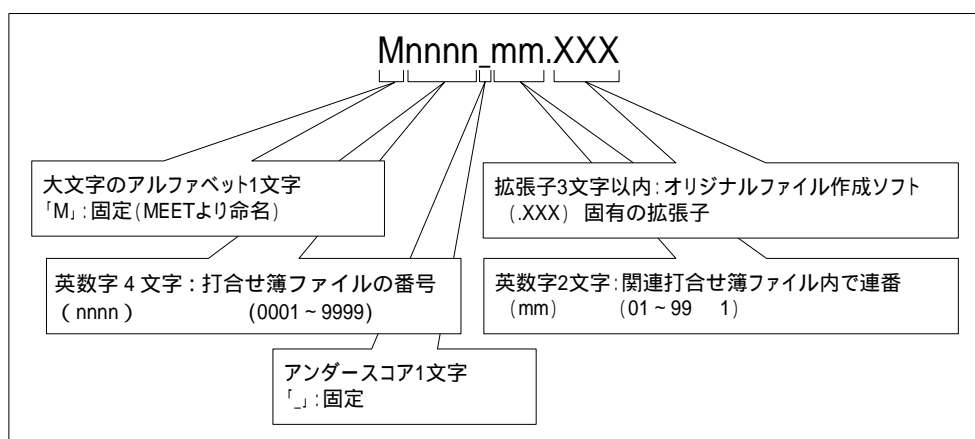 Mnnnn_mm.XXX
大文字のアルファベット1文字
「M」:固定(MEETより命名)
拡張子3文字以内:オリジナルファイル作成ソフト
(.XXX) 固有の拡張子
英数字4文字:打合せ簿ファイルの番号
(nnnn) (0001~9999)
英数字2文字:関連打合せ簿ファイル内で連番
(mm) (01~99 1)
アンダースコア1文字
「_」:固定